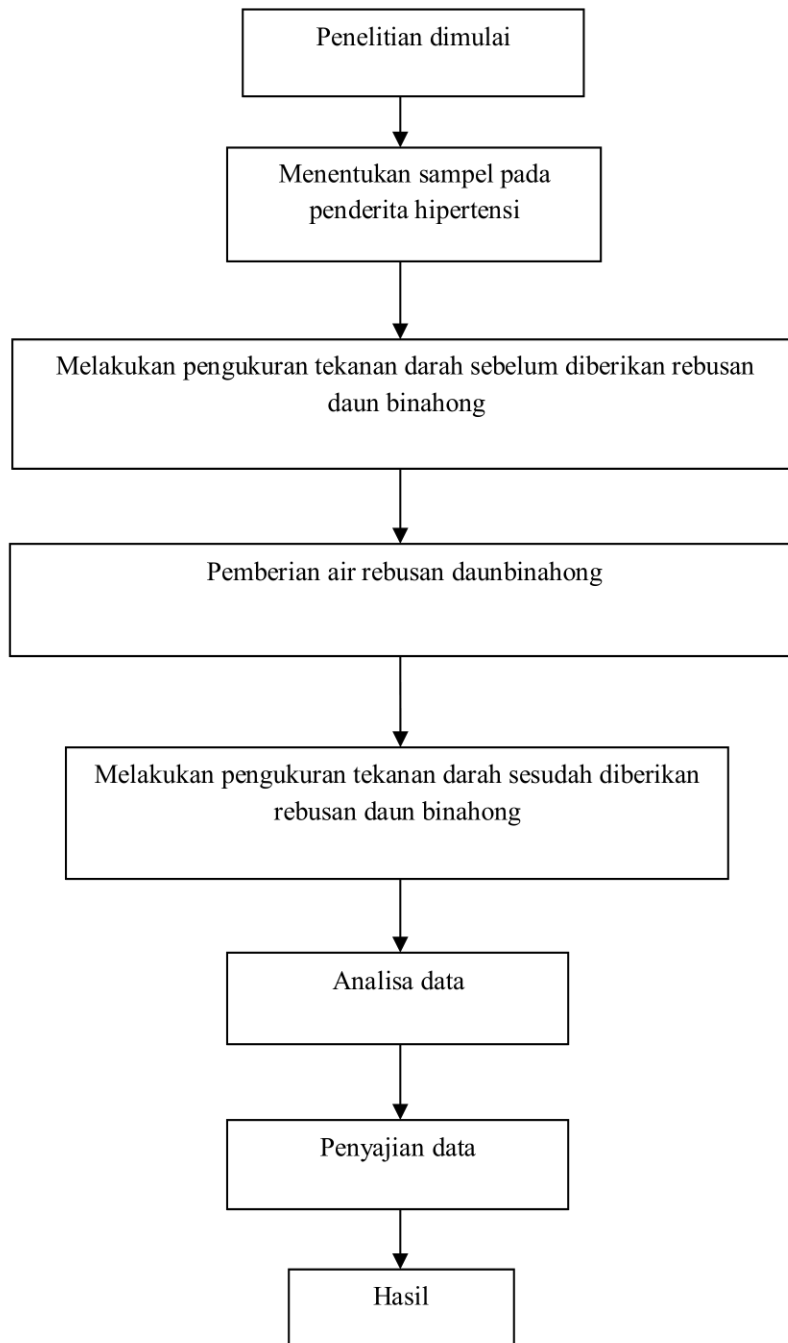 Penelitian dimulai
Menentukan sampel pada
penderita hipertensi
Melakukan pengukuran tekanan darah sebelum diberikan rebusan
daun binahong
Pemberian air rebusan daunbinahong
Melakukan pengukuran tekanan darah sesudah diberikan
rebusan daun binahong
Analisa data
Penyajian data
Hasil